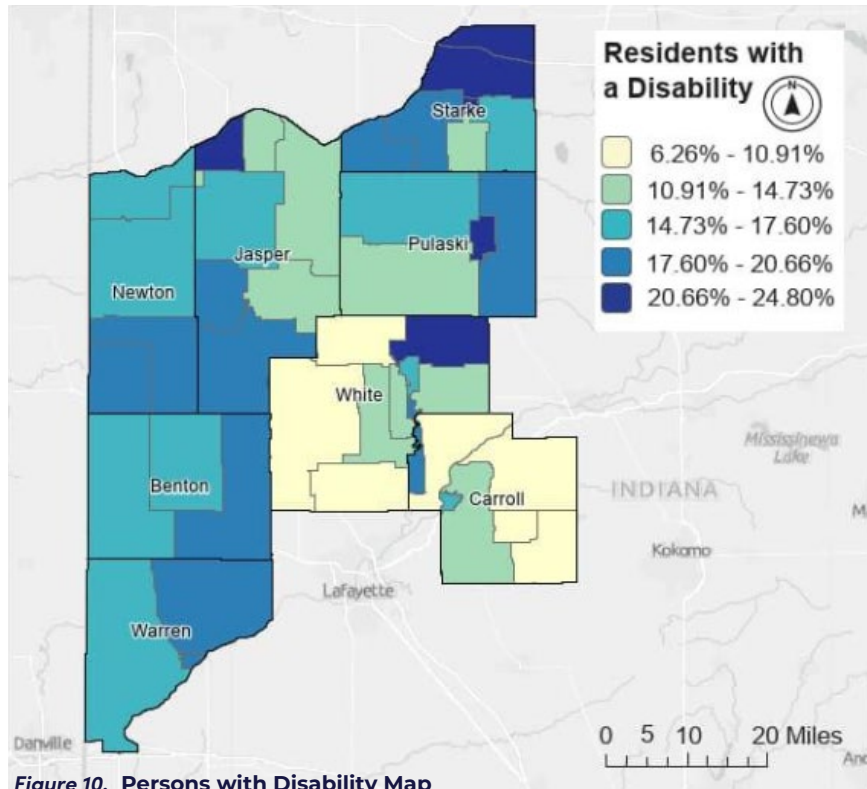 Residents with
a Disability
N
6.26% - 10.91%
10.91% - 14.73%
14.73% - 17.60%
17.60% - 20.66%
20.66% - 24.80%
Starke
Jasper
Pulaski
Newton
White
Benton
Carroll
Warren
Mississinewa
Lake
INDIANA
Kokomo
Lafayette
Danville
0 5 10 20 Miles
Figure 10. Persons with Disability Map